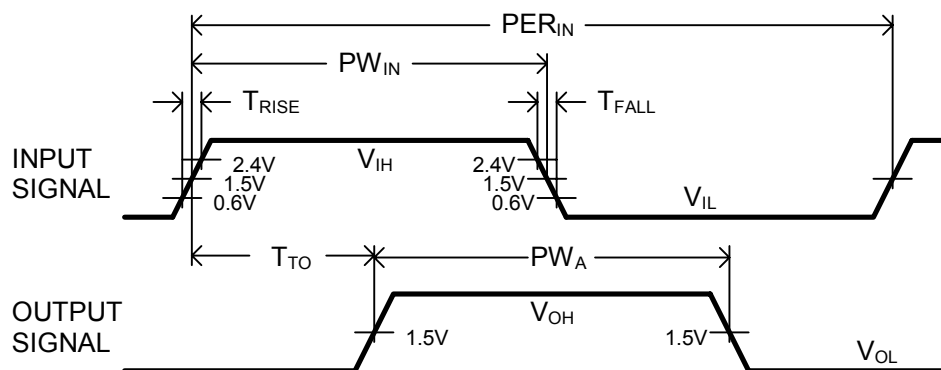 PER_IN
PW_IN
T_RISE
T_FALL
INPUT
SIGNAL
V_IH
2.4V
1.5V
0.6V
2.4V
1.5V
0.6V
V_IL
T_TO
PW_A
OUTPUT
SIGNAL
V_OH
1.5V
1.5V
V_OL